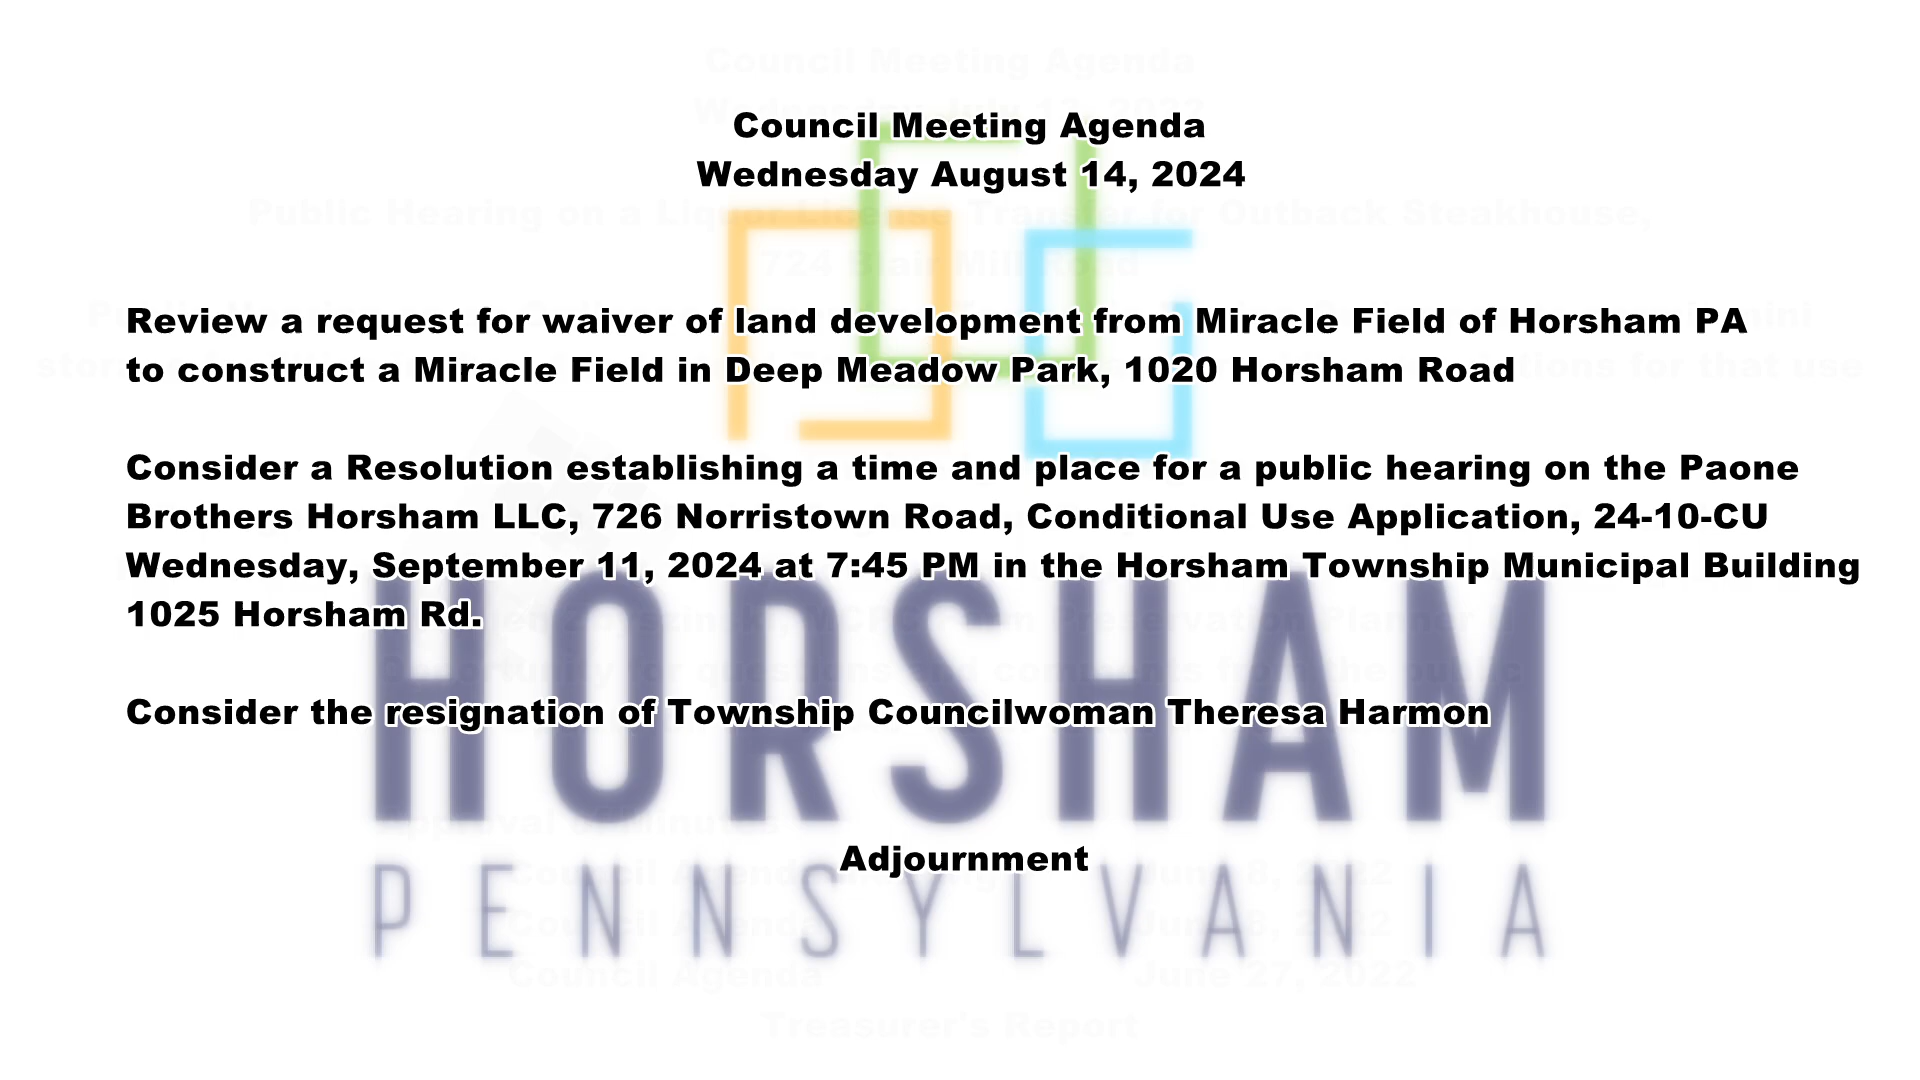 Council Meeting Agenda
Wednesday August 14, 2024
Review a request for waiver of land development from Miracle Field of Horsham PA
to construct a Miracle Field in Deep Meadow Park, 1020 Horsham Road
Consider a Resolution establishing a time and place for a public hearing on the Paone
Brothers Horsham LLC, 726 Norristown Road, Conditional Use Application, 24-10-CU
Wednesday, September 11, 2024 at 7:45 PM in the Horsham Township Municipal Building
1025 Horsham Rd.
Consider the resignation of Township Councilwoman Theresa Harmon
HORSHAM
Adjournment
PENNSYLVANIA